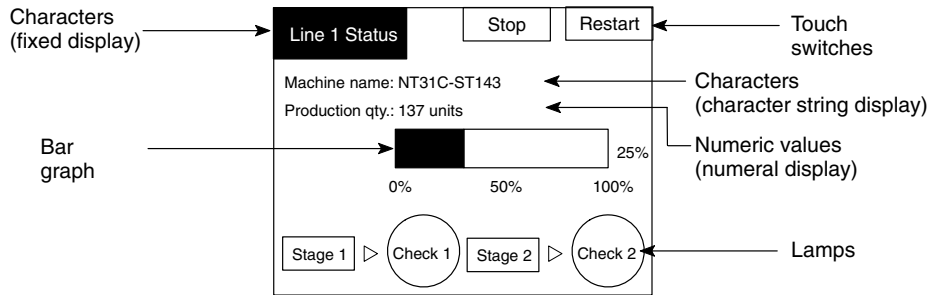 Characters
(fixed display)
Line 1 Status
Stop
Restart
Touch
switches
Machine name: NT31C-ST143
Characters
(character string display)
Production qty.: 137 units
Bar
graph
25%
Numeric values
(numeral display)
0% 50% 100%
Stage 1
Check 1
Stage 2
Check 2
Lamps